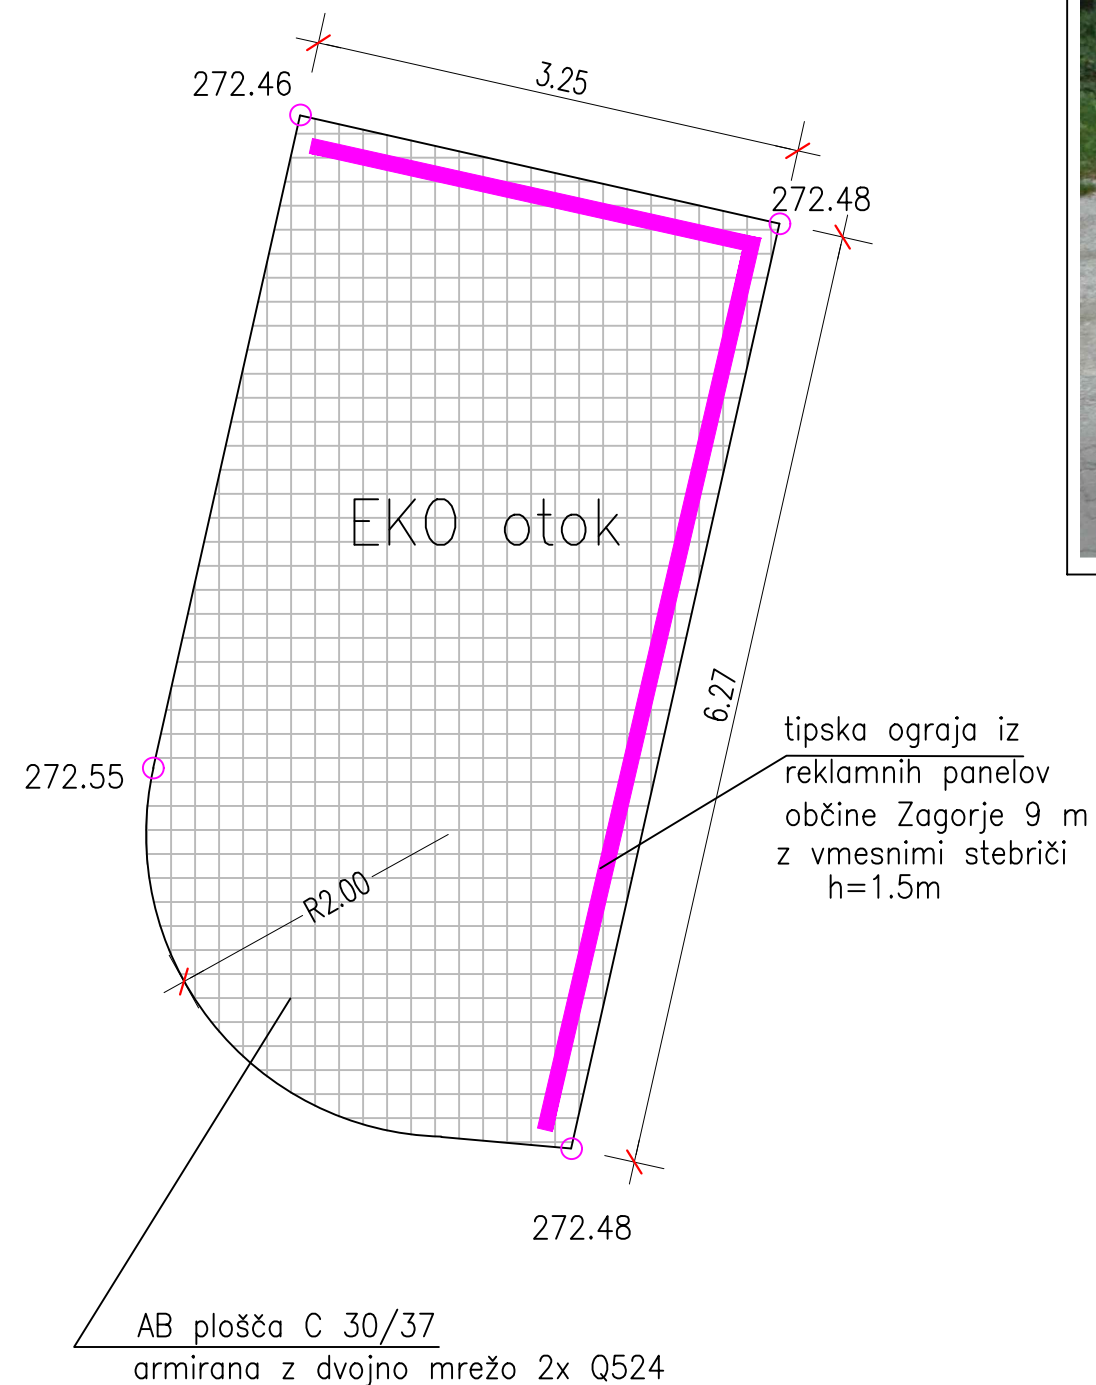 272.46
3.25
272.48
EKO otok
6.27
tipska ograja iz
reklamnih panelov
občine Zagorje 9 m
z vmesnimi stebriči
h=1.5m
272.55
R2.00
272.48
AB plošča C 30/37
armirana z dvojno mrežo 2x Q524